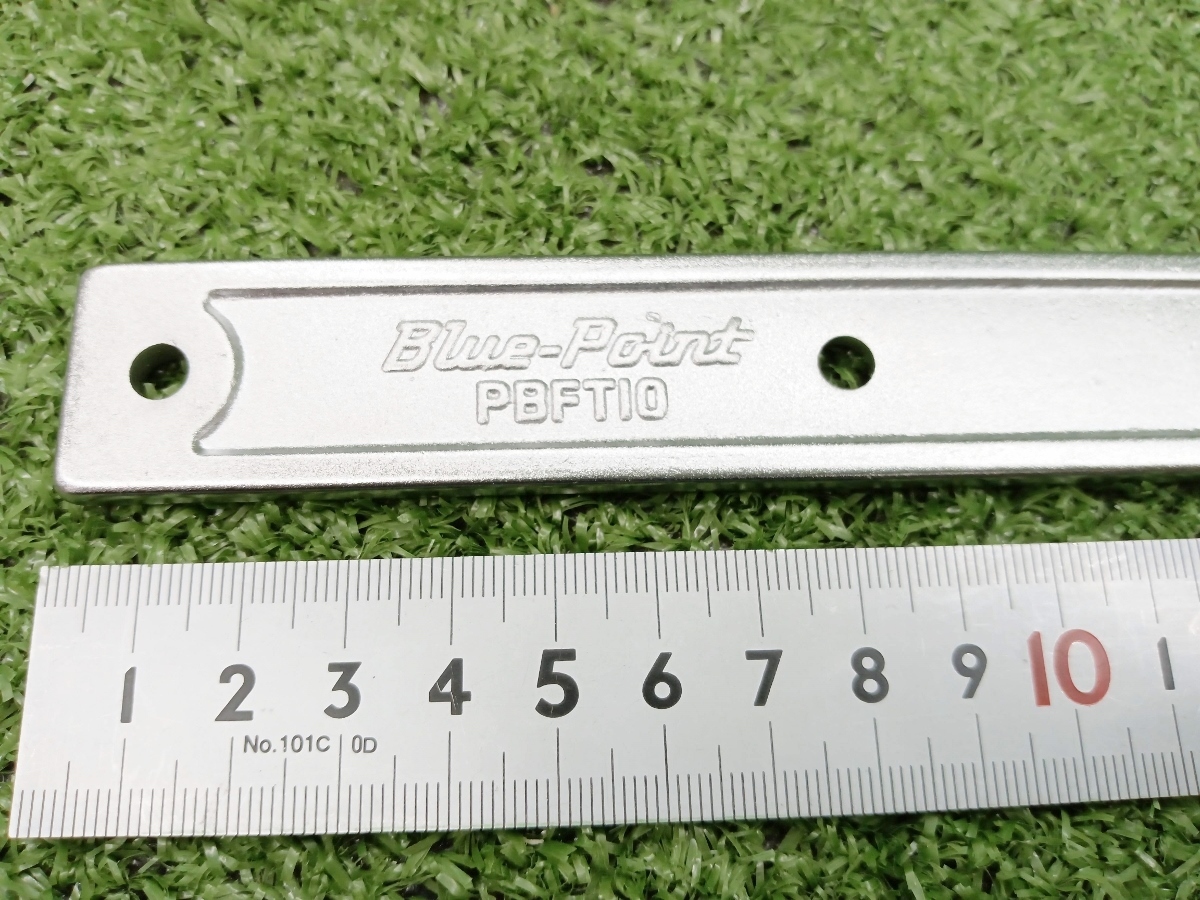 Blue-Point
PBFT10
1 2 3 4 5 6 7 8 9 10 1
No.101C 0D